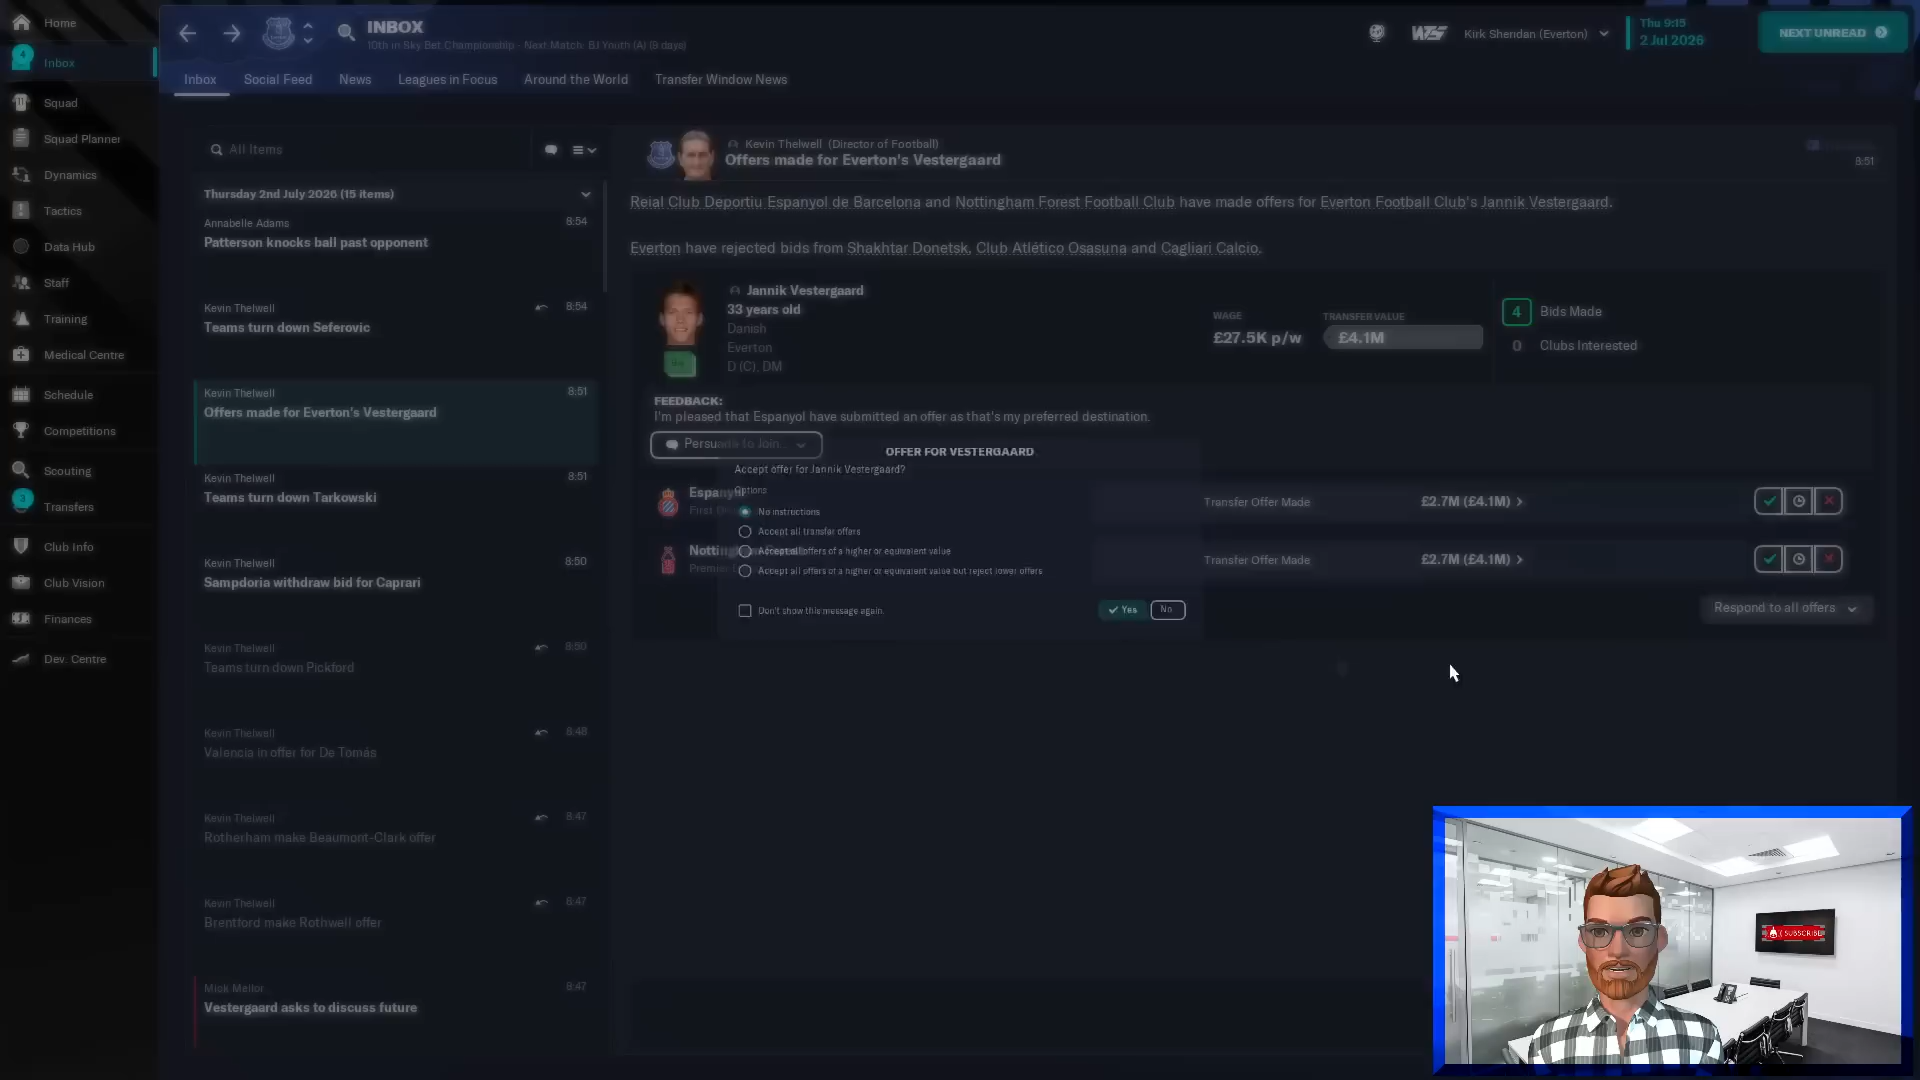 Home
Inbox
Squad
Squad Planner
Dynamics
Tactics
Data Hub
Staff
Training
Medical Centre
Schedule
Competitions
Scouting
Transfers
Club Info
Club Vision
Finances
Dev. Centre
4
3
INBOX
10th in Sky Bet Championship - Next Match: BJ Youth (A) (9 days)
Kirk Sheridan (Everton)
Thu 9:15
2 Jul 2026
NEXT UNREAD
Inbox
Social Feed
News
Leagues in Focus
Around the World
Transfer Window News
All Items
Thursday 2nd July 2026 (15 items)
Annabelle Adams
8:54
Patterson knocks ball past opponent
Kevin Thelwell
8:54
Teams turn down Seferovic
Kevin Thelwell
8:51
Offers made for Everton's Vestergaard
Kevin Thelwell
8:51
Teams turn down Tarkowski
Kevin Thelwell
8:50
Sampdoria withdraw bid for Caprari
Kevin Thelwell
8:50
Teams turn down Pickford
Kevin Thelwell
8:48
Valencia in offer for De Tomás
Kevin Thelwell
8:47
Rotherham make Beaumont-Clark offer
Kevin Thelwell
8:47
Brentford make Rothwell offer
Mick Mellor
8:47
Vestergaard asks to discuss future
Kevin Thelwell (Director of Football)
Offers made for Everton's Vestergaard
8:51
Reial Club Deportiu Espanyol de Barcelona and Nottingham Forest Football Club have made offers for Everton Football Club's Jannik Vestergaard.
Everton have rejected bids from Shakhtar Donetsk, Club Atlético Osasuna and Cagliari Calcio.
Jannik Vestergaard
33 years old
Danish
Everton
D (C), DM
WAGE
£27.5K p/w
TRANSFER VALUE
£4.1M
4 Bids Made
0 Clubs Interested
FEEDBACK:
I'm pleased that Espanyol have submitted an offer as that's my preferred destination.
Persuade to Join...
OFFER FOR VESTERGAARD
Accept offer for Jannik Vestergaard?
Options
No instructions
Accept all transfer offers
Accept all offers of a higher or equivalent value
Accept all offers of a higher or equivalent value but reject lower offers
Don't show this message again.
Yes
No
Espanyol
Transfer Offer Made
£2.7M (£4.1M)
Transfer Offer Made
£2.7M (£4.1M)
Respond to all offers
SUBSCRIBE